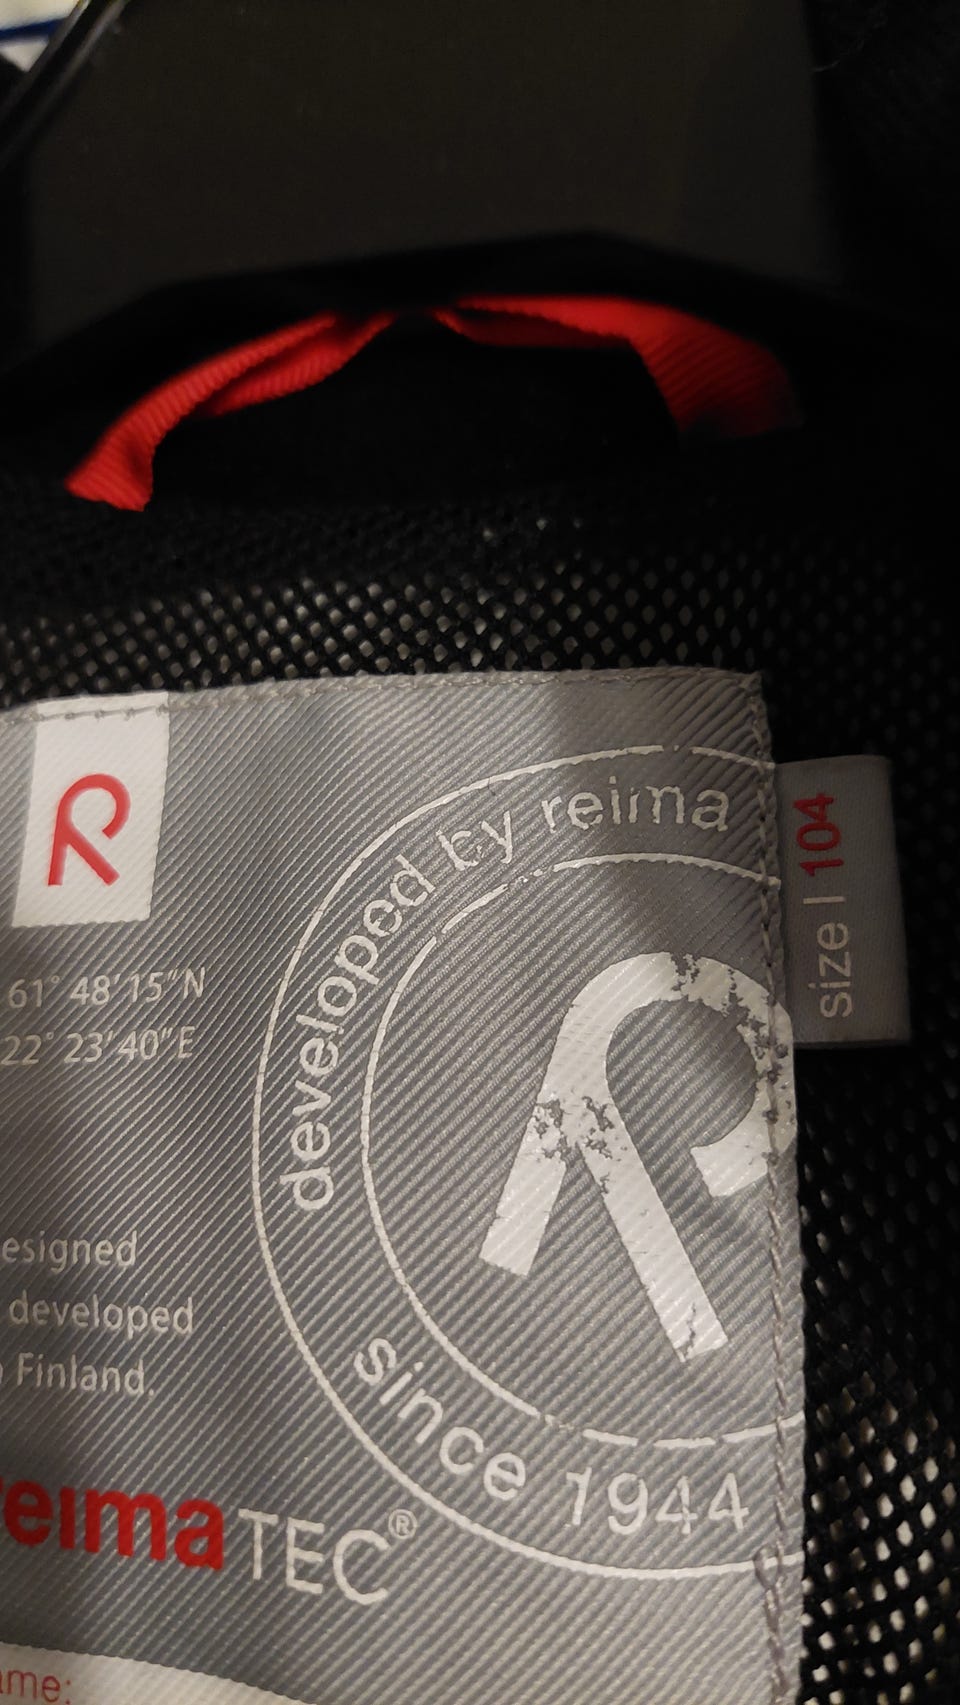 R
61° 48' 15" N
22° 23' 40" E
developed by reima
R
since 1944
size | 104
esigned
developed
Finland.
reimaTEC®
ame: